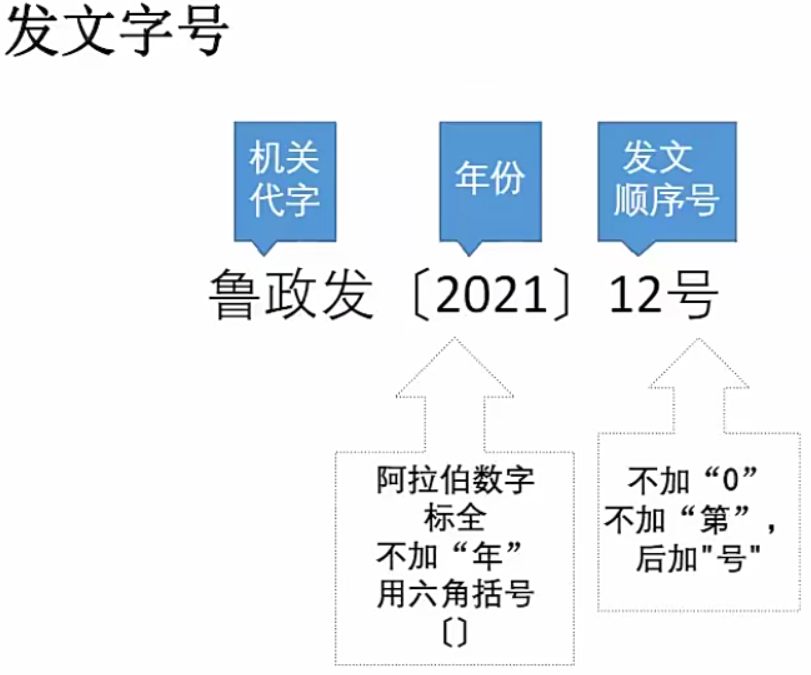 发文字号
机关
代字
年份
发文
顺序号
鲁政发〔2021〕12号
阿拉伯数字
标全
不加“年”
用六角括号
〔〕
不加“0”
不加“第”，
后加"号"